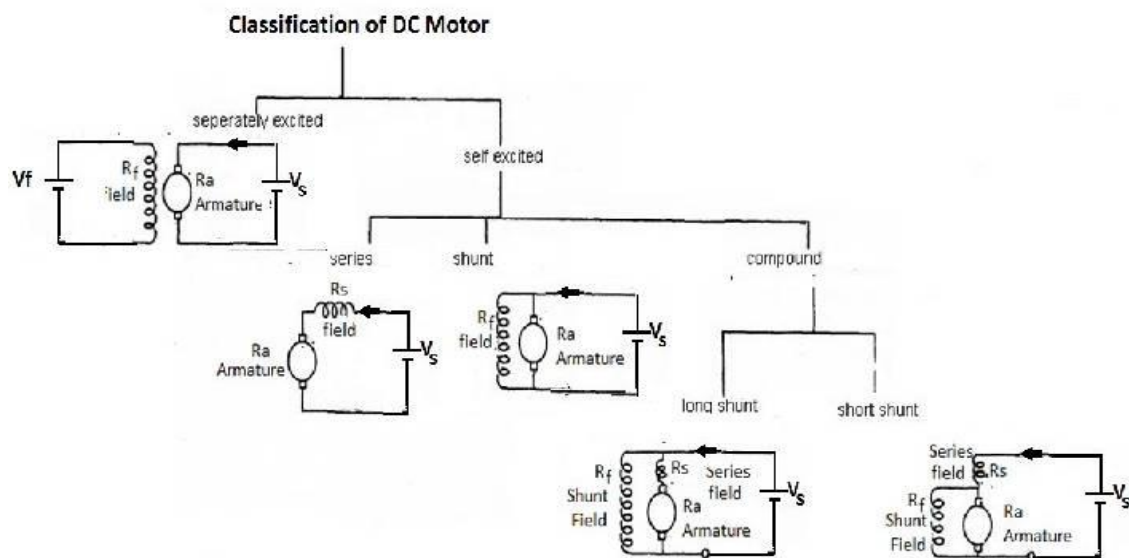 Classification of DC Motor
seperately excited
self excited
Vf
Rf
field
Ra
Armature
Vs
series
shunt
compound
Rs
field
Ra
Armature
Vs
Rf
field
Ra
Armature
Vs
long shunt
short shunt
Rf
Shunt
Field
Rs
Series
field
Ra
Armature
Vs
Series
field
Rs
Rf
Shunt
Field
Ra
Armature
Vs